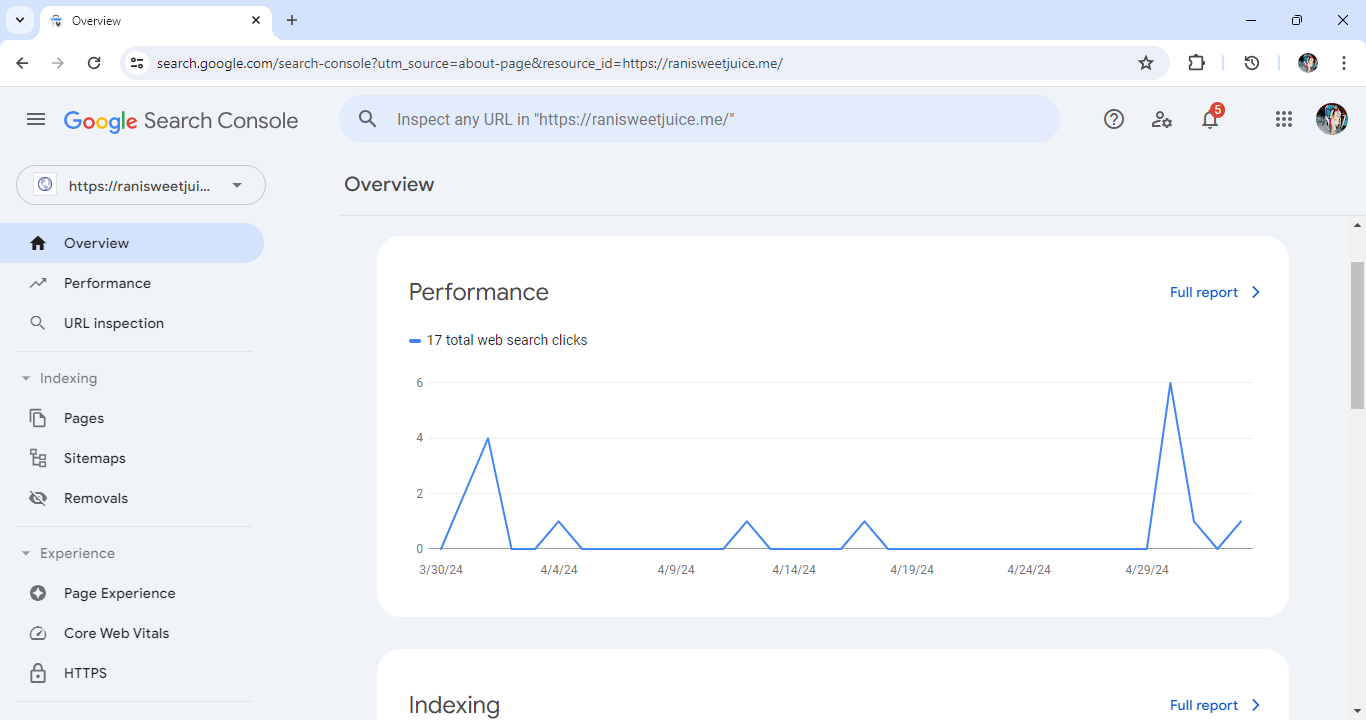 Overview
search.google.com/search-console?utm_source=about-page&resource_id=https://ranisweetjuice.me/
Google Search Console
Inspect any URL in "https://ranisweetjuice.me/"
5
https://ranisweetjui...
Overview
Overview
Performance
URL inspection
Indexing
Pages
Sitemaps
Removals
Experience
Page Experience
Core Web Vitals
HTTPS
Performance
Full report
17 total web search clicks
6
4
2
0
3/30/24 4/4/24 4/9/24 4/14/24 4/19/24 4/24/24 4/29/24
Indexing
Full report